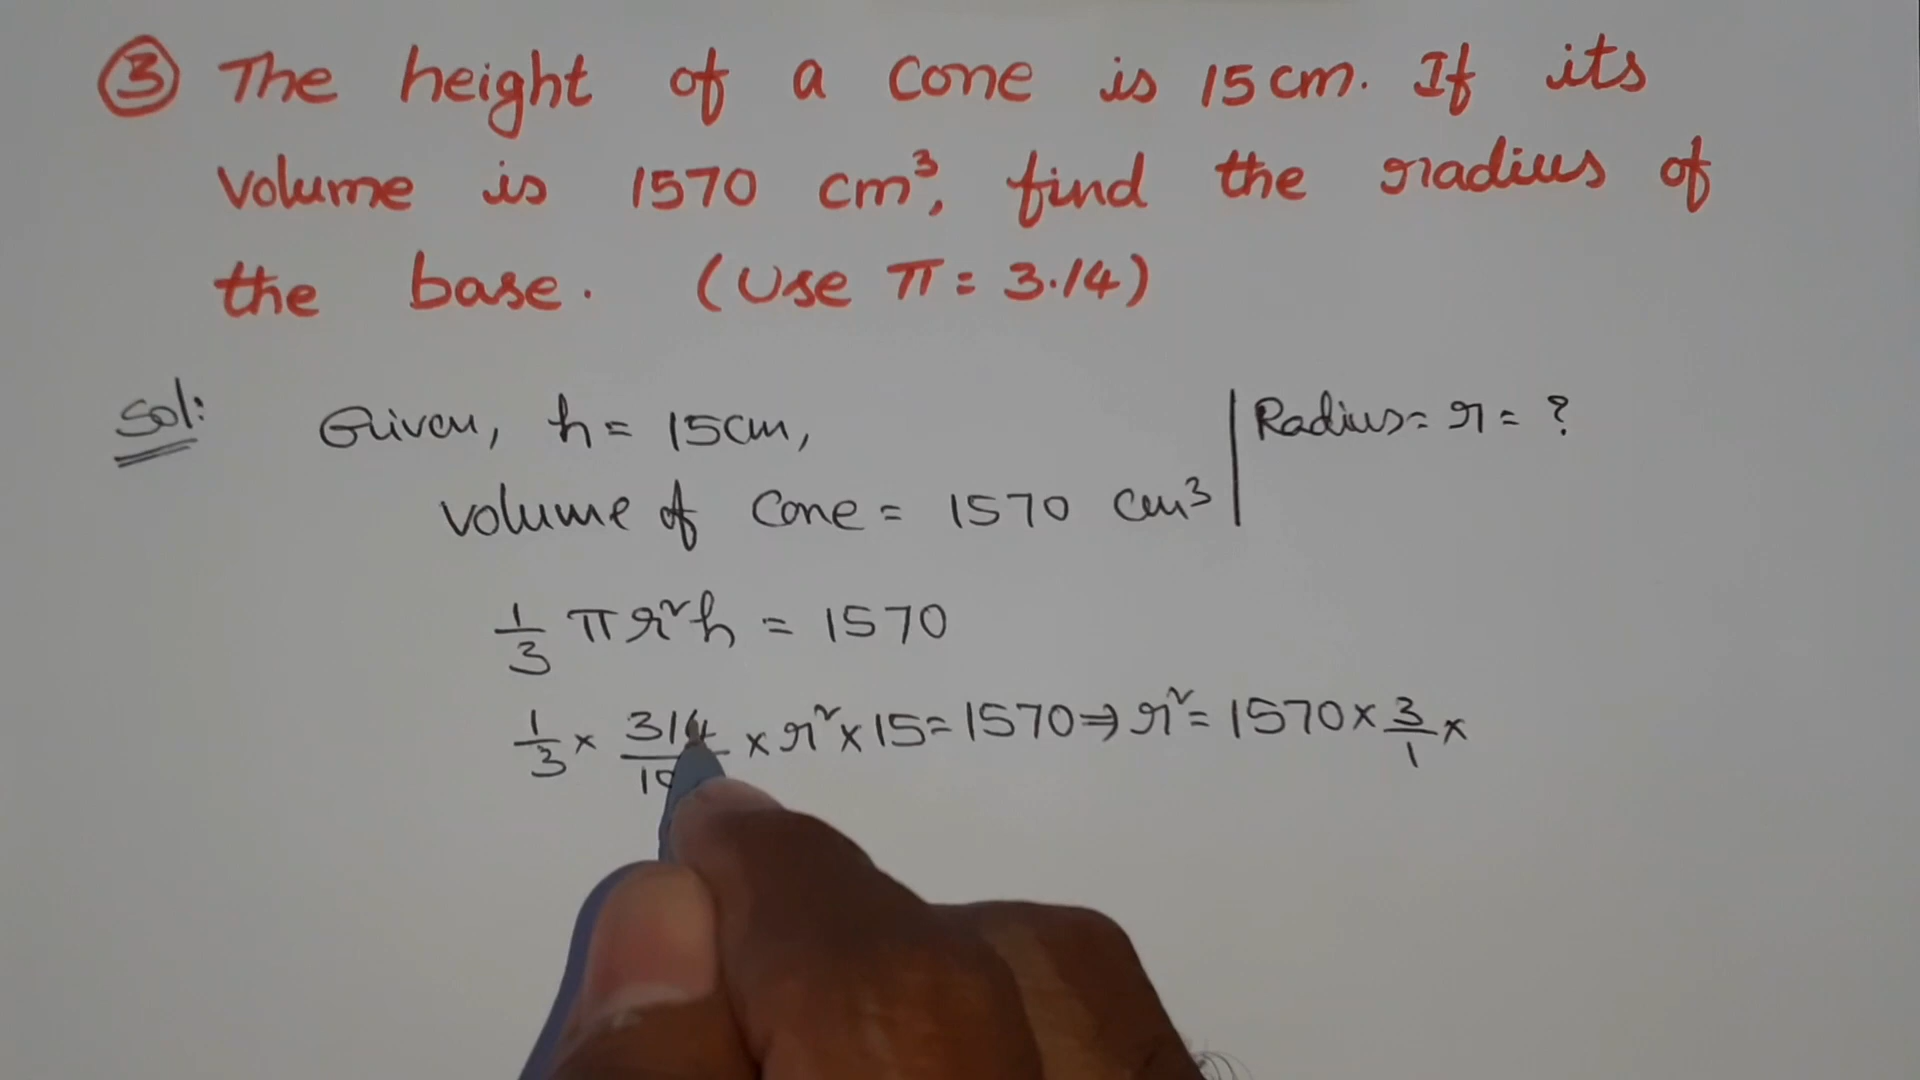 ③ The height of a cone is 15 cm. If its
volume is 1570 cm³, find the radius of
the base. (Use π = 3.14)
Sol: Given, h = 15cm,
Radius = r = ?
volume of Cone = 1570 cm³
1/3 πr²h = 1570
1/3 × 314/10 × r² × 15 = 1570 ⇒ r² = 1570 × 3/1 ×